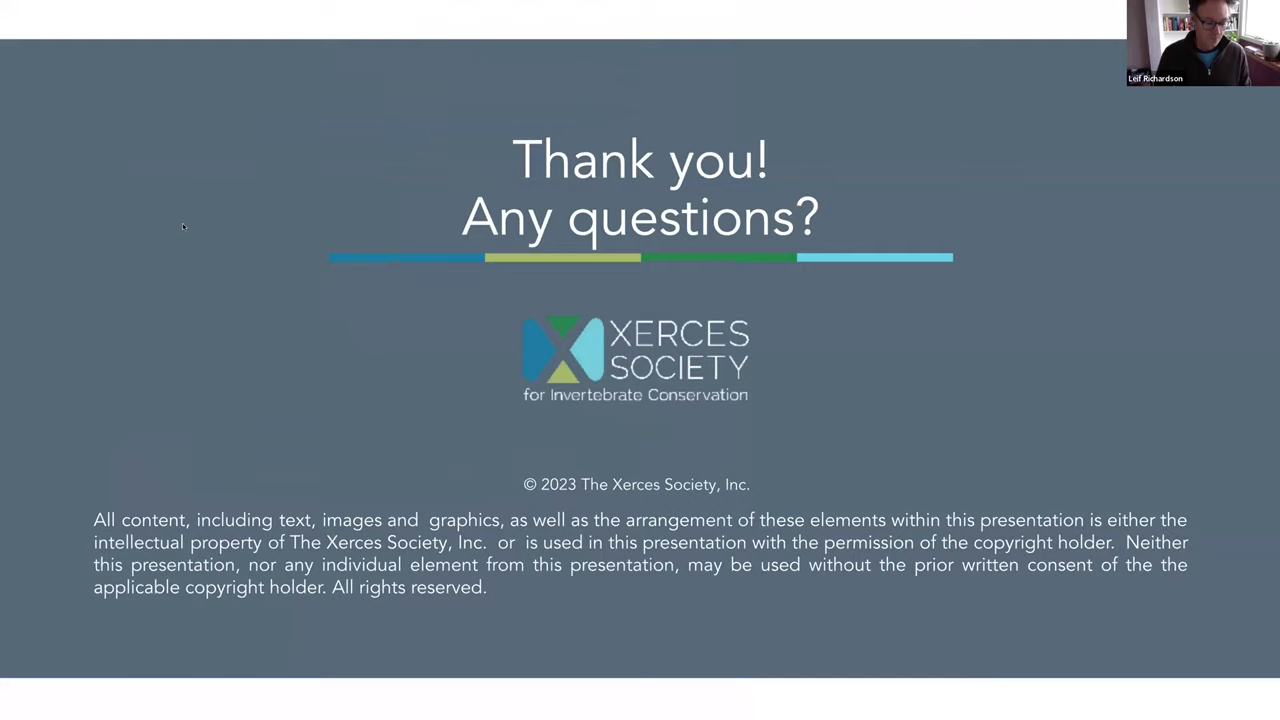 Leif Richardson
Thank you!
Any questions?
XERCES
SOCIETY
for Invertebrate Conservation
© 2023 The Xerces Society, Inc.
All content, including text, images and graphics, as well as the arrangement of these elements within this presentation is either the
intellectual property of The Xerces Society, Inc. or is used in this presentation with the permission of the copyright holder. Neither
this presentation, nor any individual element from this presentation, may be used without the prior written consent of the the
applicable copyright holder. All rights reserved.